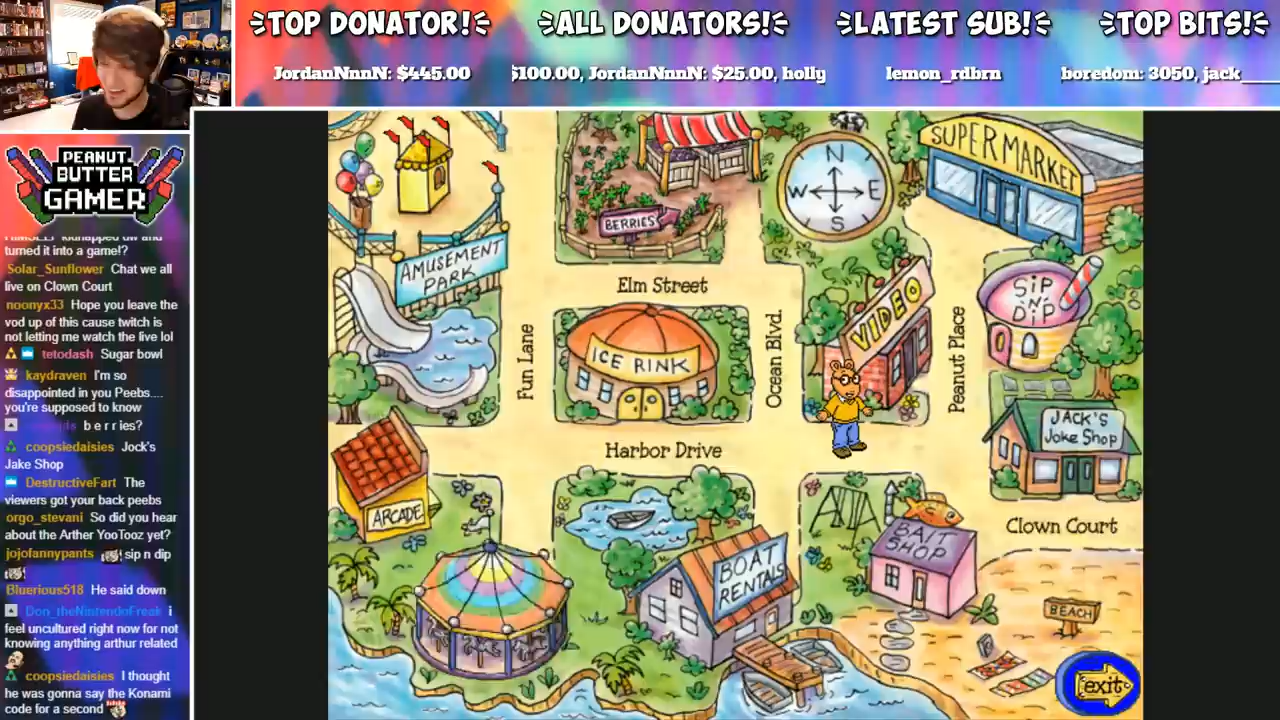 TOP DONATOR!
ALL DONATORS!
LATEST SUB!
TOP BITS!
JordanNnnN: $445.00
$100.00, JordanNnnN: $25.00, holly
lemon_rdbrn
boredom: 3050, jack____
PEANUT
BUTTER
GAMER
HIMSELF kidnapped dw and
turned it into a game!?
Solar_Sunflower Chat we all
live on Clown Court
noonyx33 Hope you leave the
vod up of this cause twitch is
not letting me watch the live lol
tetodash Sugar bowl
kaydraven I'm so
disappointed in you Peebs....
you're supposed to know
b e r r ies?
coopsiedaisies Jock's
Jake Shop
DestructiveFart The
viewers got your back peebs
orgo_stevani So did you hear
about the Arther YooTooz yet?
jojofannypants sip n dip
Bluerious518 He said down
Don_theNintendoFreak i
feel uncultured right now for not
knowing anything arthur related
coopsiedaisies I thought
he was gonna say the Konami
code for a second
SUPERMARKET
N
W E
S
BERRIES
AMUSEMENT
PARK
Elm Street
SIP
'N'
DIP
VIDEO
Fun Lane
ICE RINK
Ocean Blvd.
Peanut Place
JACK'S
Joke Shop
Harbor Drive
ARCADE
Clown Court
BAIT
SHOP
BOAT
RENTALS
BEACH
exit